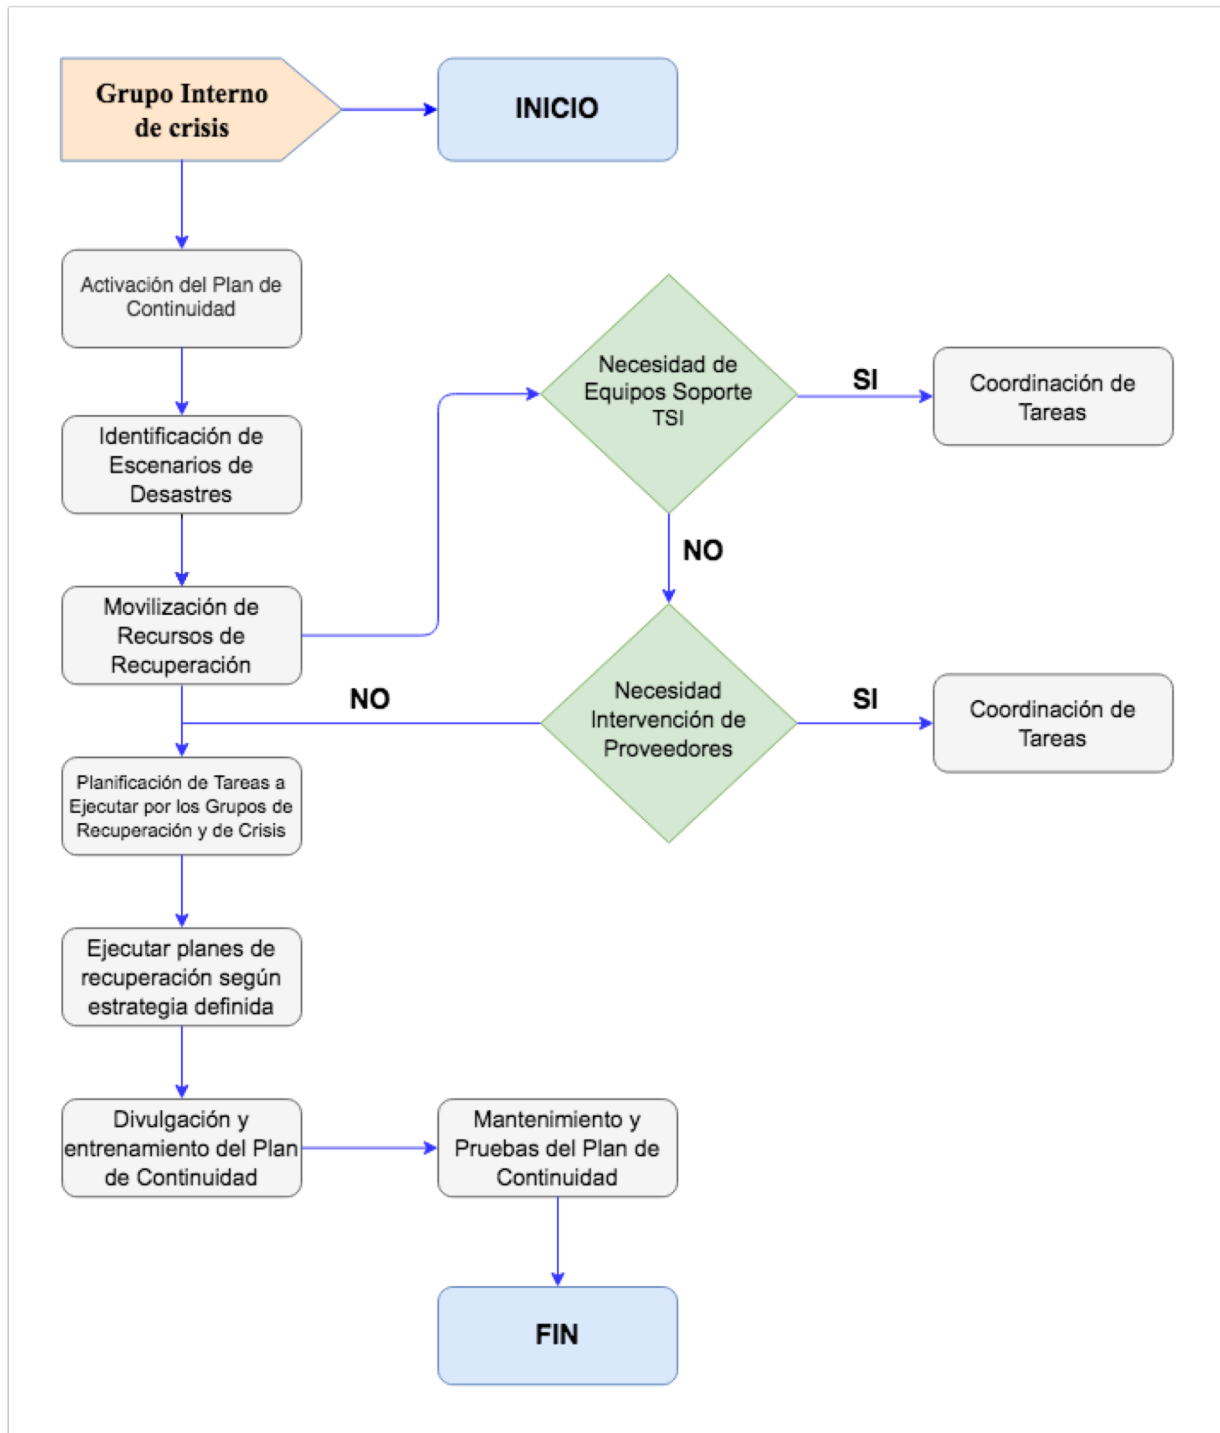 Grupo Interno
de crisis
INICIO
Activación del Plan de
Continuidad
Identificación de
Escenarios de
Desastres
Movilización de
Recursos de
Recuperación
Necesidad de
Equipos Soporte
TSI
SI
Coordinación de
Tareas
NO
Necesidad
Intervención de
Proveedores
SI
Coordinación de
Tareas
NO
Planificación de Tareas a
Ejecutar por los Grupos de
Recuperación y de Crisis
Ejecutar planes de
recuperación según
estrategia definida
Divulgación y
entrenamiento del Plan
de Continuidad
Mantenimiento y
Pruebas del Plan de
Continuidad
FIN